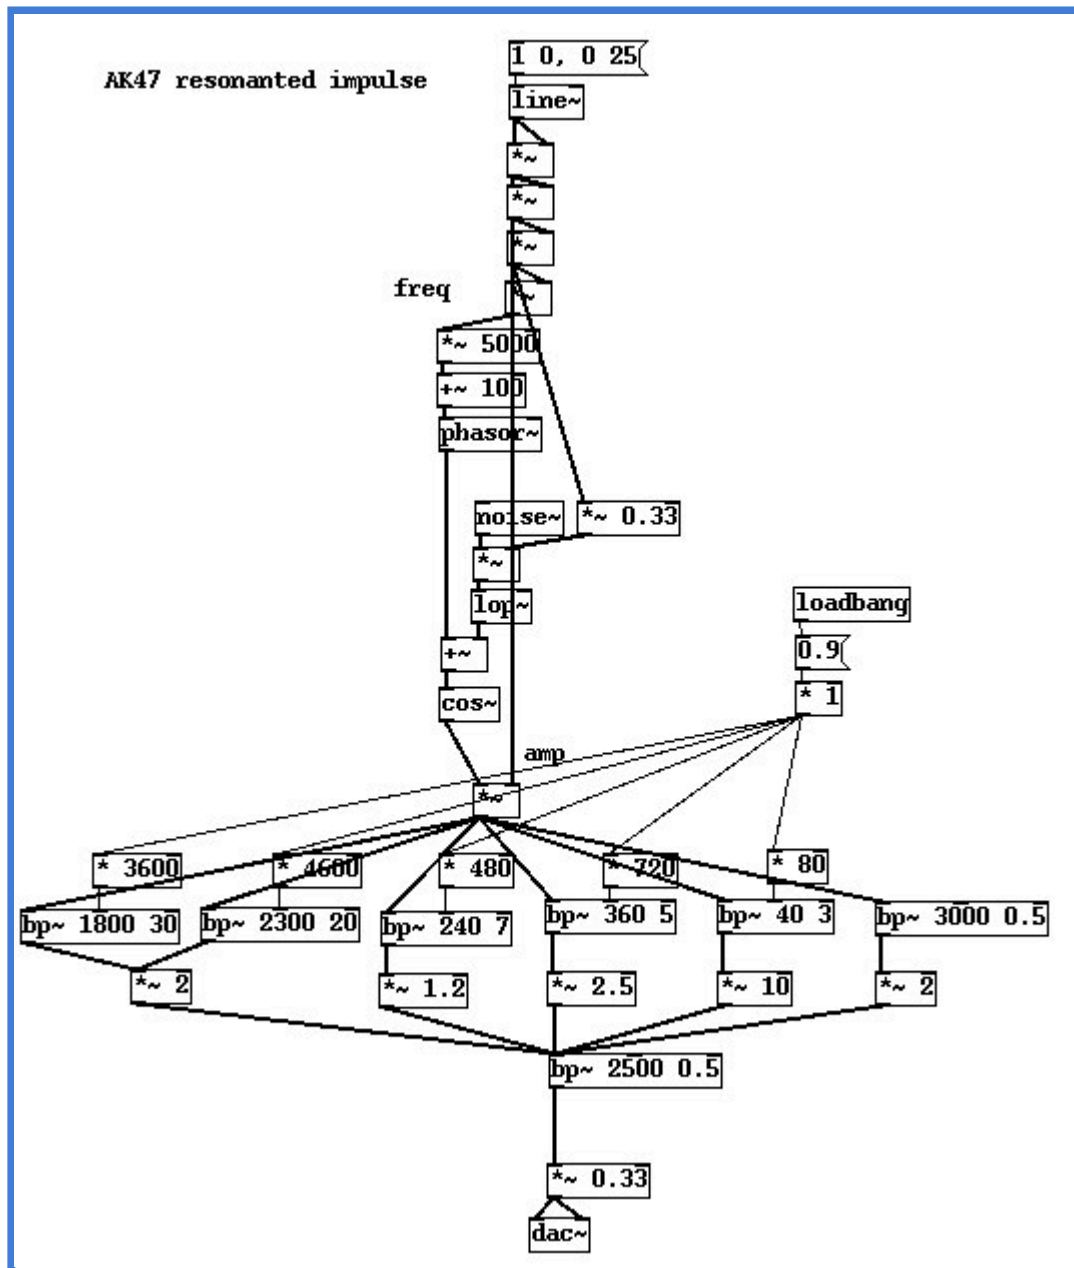 1 0, 0 25
AK47 resonanted impulse
line~
*~
*~
*~
freq
*~
*~ 5000
+~ 100
phasor~
noise~
*~ 0.33
*~
lop~
loadbang
+~
0.9
cos~
* 1
amp
*~
* 3600
* 4600
* 480
* 720
* 80
bp~ 1800 30
bp~ 2300 20
bp~ 240 7
bp~ 360 5
bp~ 40 3
bp~ 3000 0.5
*~ 2
*~ 1.2
*~ 2.5
*~ 10
*~ 2
bp~ 2500 0.5
*~ 0.33
dac~